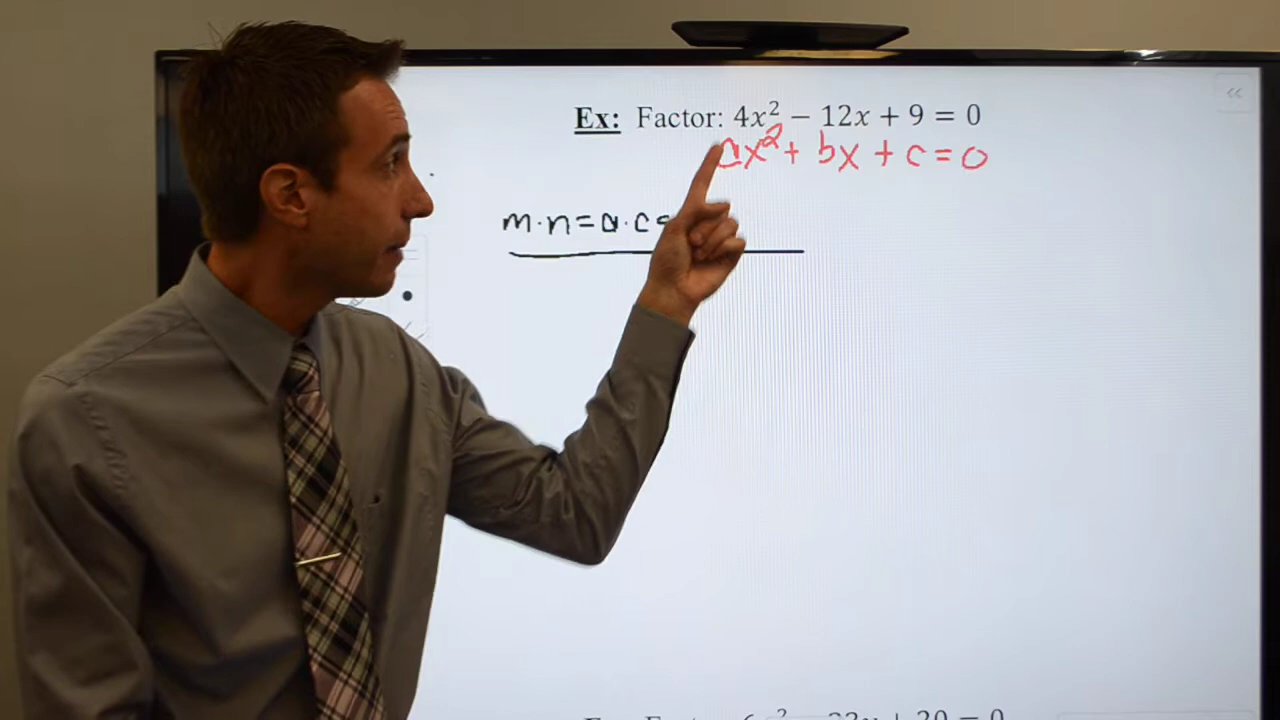 Ex: Factor: 4x² − 12x + 9 = 0
ax² + bx + c = 0
m·n = a·c =